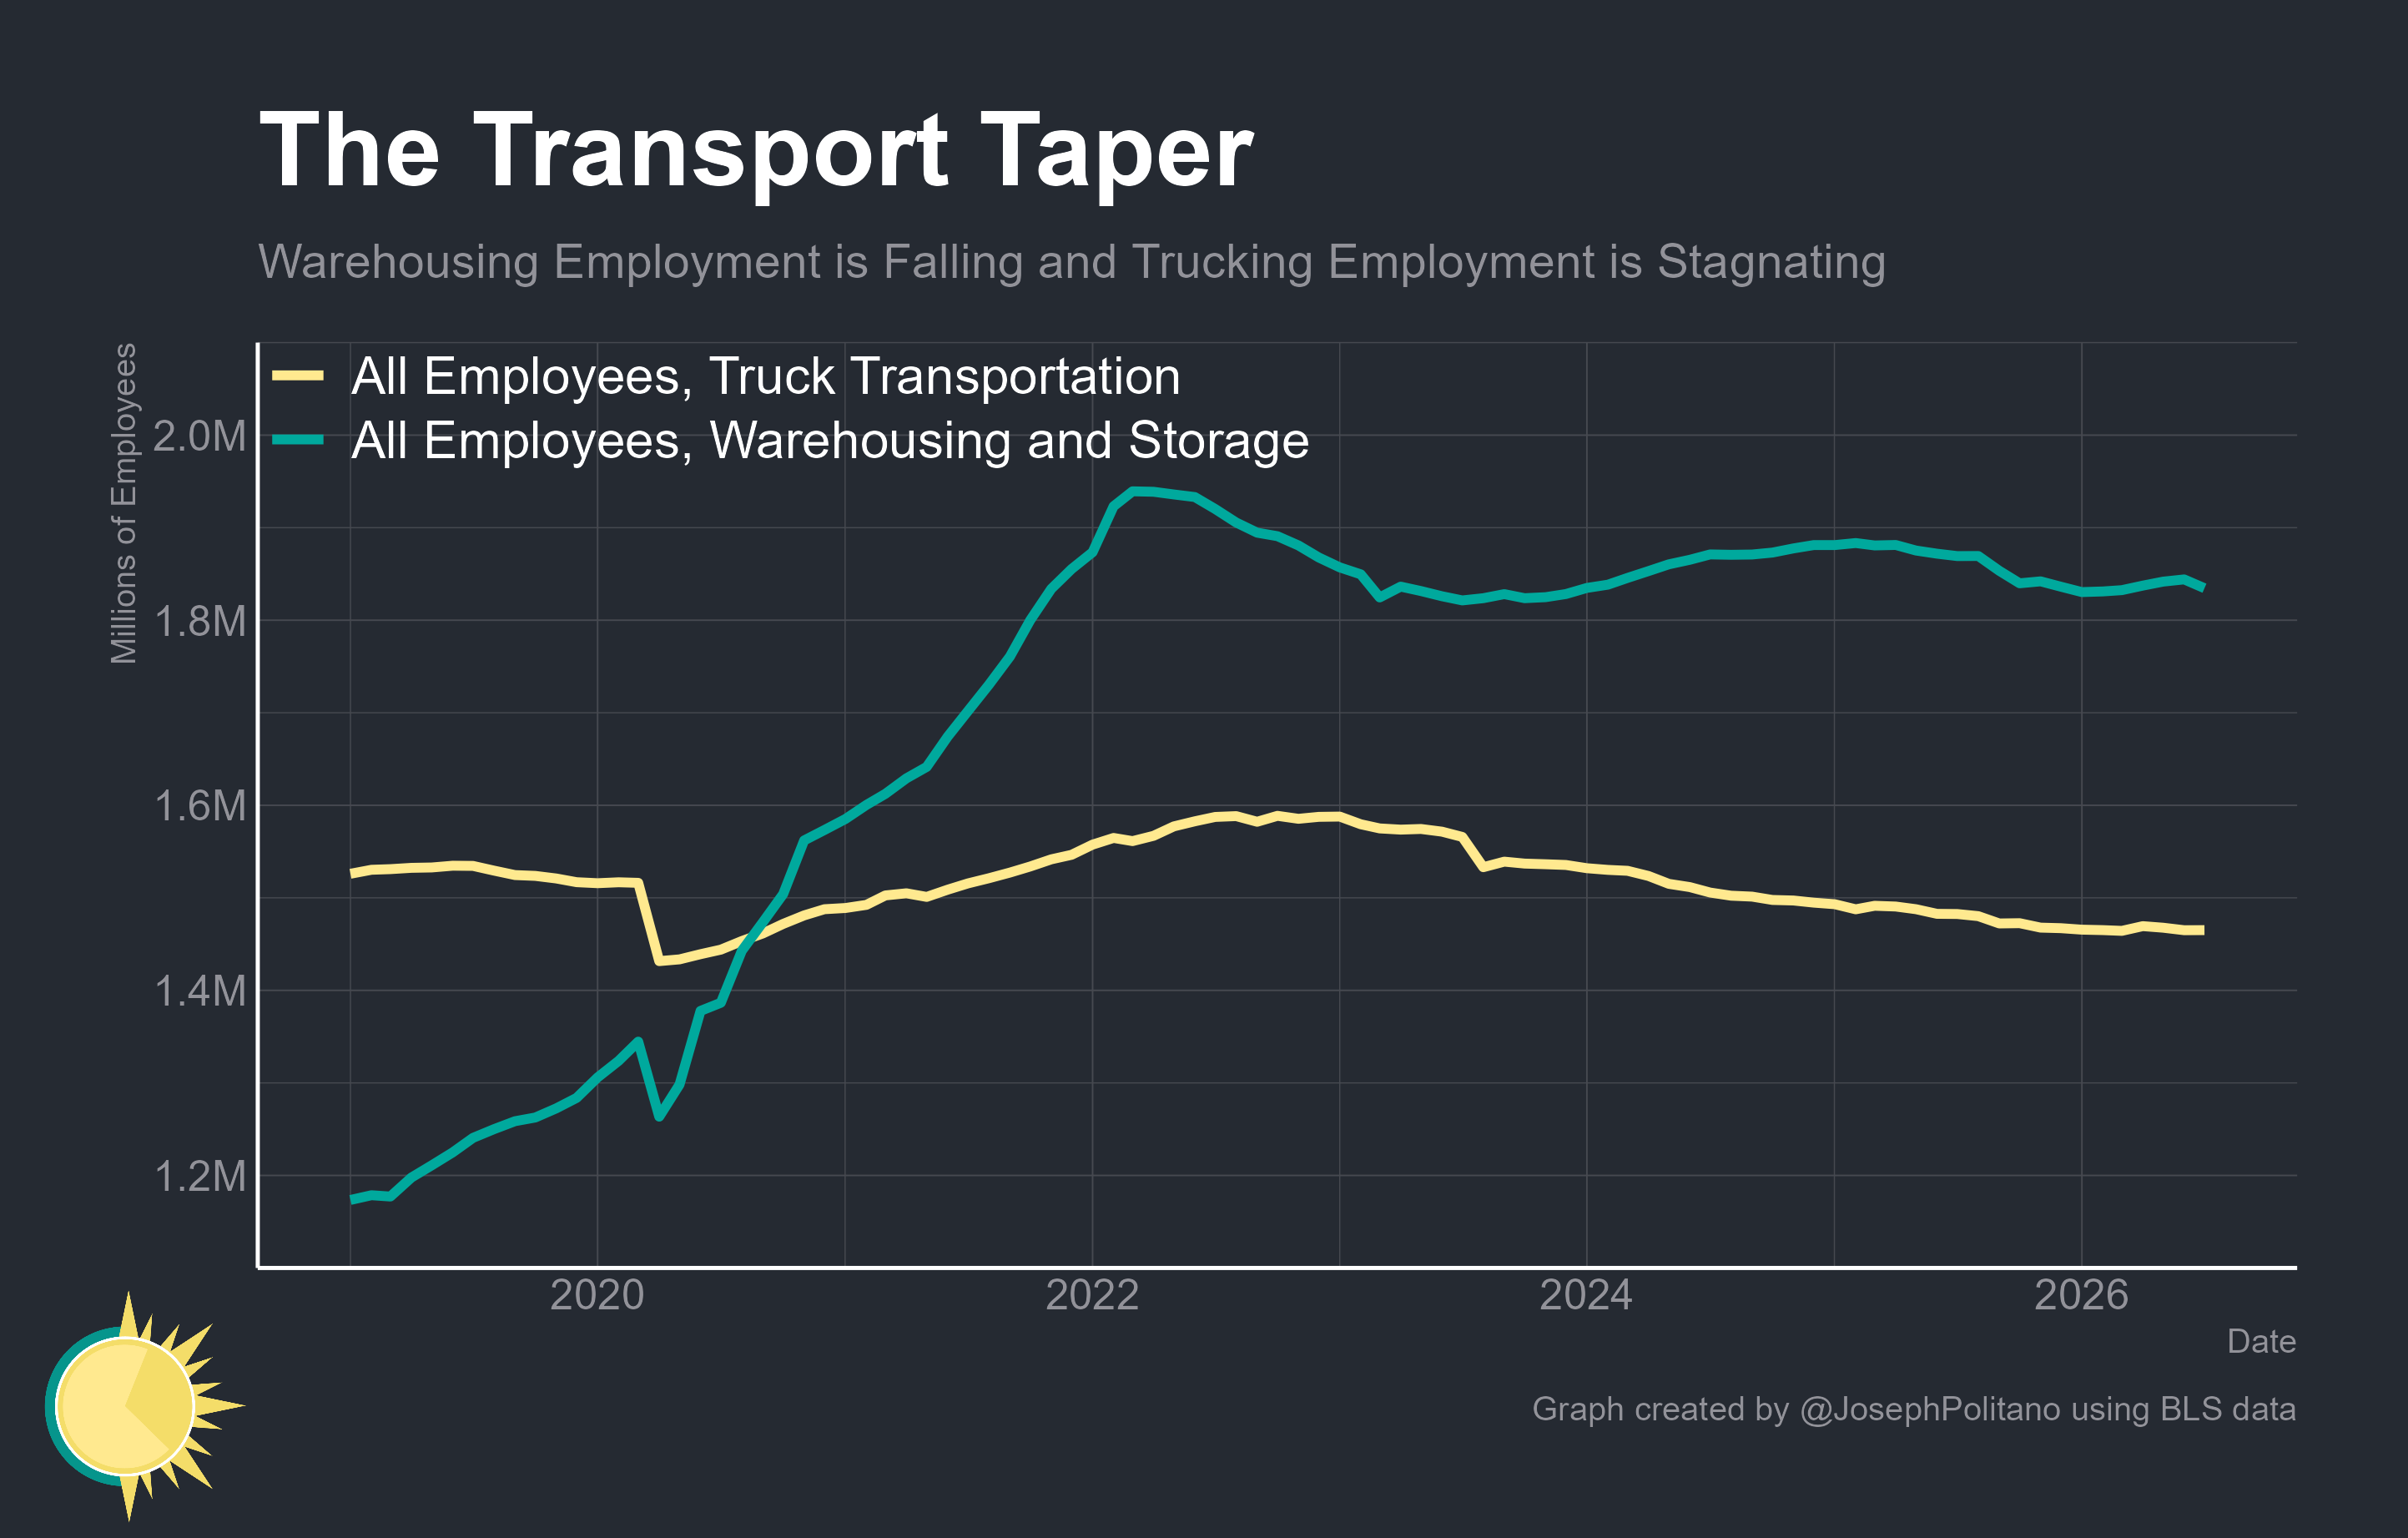 The Transport Taper
Warehousing Employment is Falling and Trucking Employment is Stagnating
Millions of Employees
All Employees, Truck Transportation
All Employees, Warehousing and Storage
2.0M
1.8M
1.6M
1.4M
1.2M
2020
2022
2024
2026
Date
Graph created by @JosephPolitano using BLS data